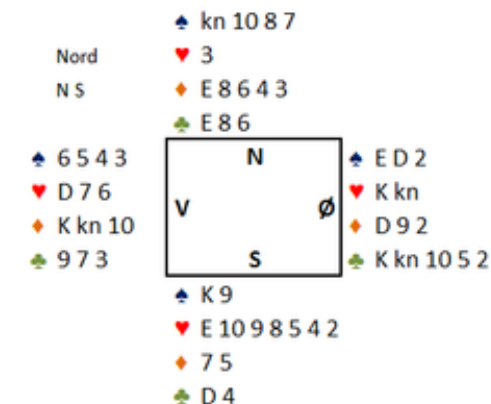 ♠ kn 10 8 7
Nord ♥ 3
N S ♦ E 8 6 4 3
♣ E 8 6
♠ 6 5 4 3 N ♠ E D 2
♥ D 7 6 V Ø ♥ K kn
♦ K kn 10 ♦ D 9 2
♣ 9 7 3 S ♣ K kn 10 5 2
♠ K 9
♥ E 10 9 8 5 4 2
♦ 7 5
♣ D 4